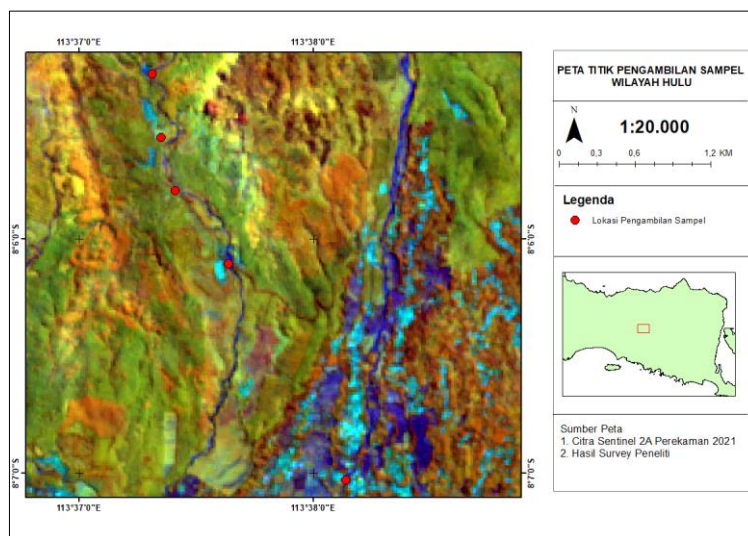 113°37'0"E 113°38'0"E
8°6'0"S 8°6'0"S
8°7'0"S 8°7'0"S
113°37'0"E 113°38'0"E
PETA TITIK PENGAMBILAN SAMPEL
WILAYAH HULU
N
1:20.000
0 0,3 0,6 1,2 KM
Legenda
Lokasi Pengambilan Sampel
Sumber Peta
1. Citra Sentinel 2A Perekaman 2021
2. Hasil Survey Peneliti